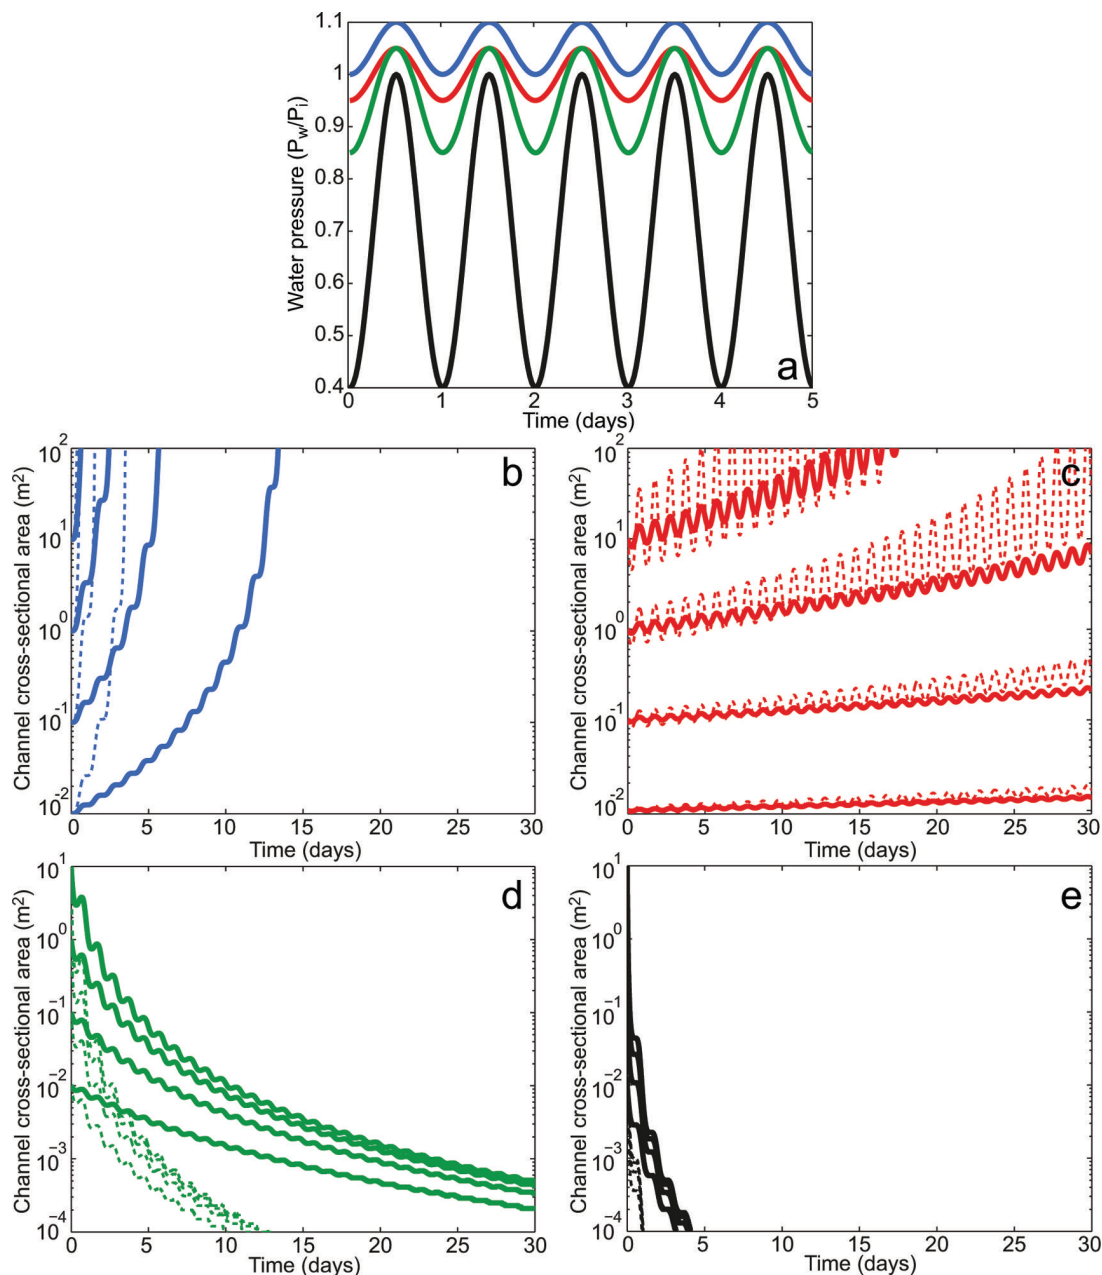 1.1
1
0.9
0.8
0.7
0.6
0.5
0.4
Water pressure (P_w/P_i)
a
0 1 2 3 4 5
Time (days)
10^2
10^1
10^0
10^-1
10^-2
Channel cross-sectional area (m^2)
b
0 5 10 15 20 25 30
Time (days)
10^2
10^1
10^0
10^-1
10^-2
Channel cross-sectional area (m^2)
c
0 5 10 15 20 25 30
Time (days)
10^1
10^0
10^-1
10^-2
10^-3
10^-4
Channel cross-sectional area (m^2)
d
0 5 10 15 20 25 30
Time (days)
10^1
10^0
10^-1
10^-2
10^-3
10^-4
Channel cross-sectional area (m^2)
e
0 5 10 15 20 25 30
Time (days)